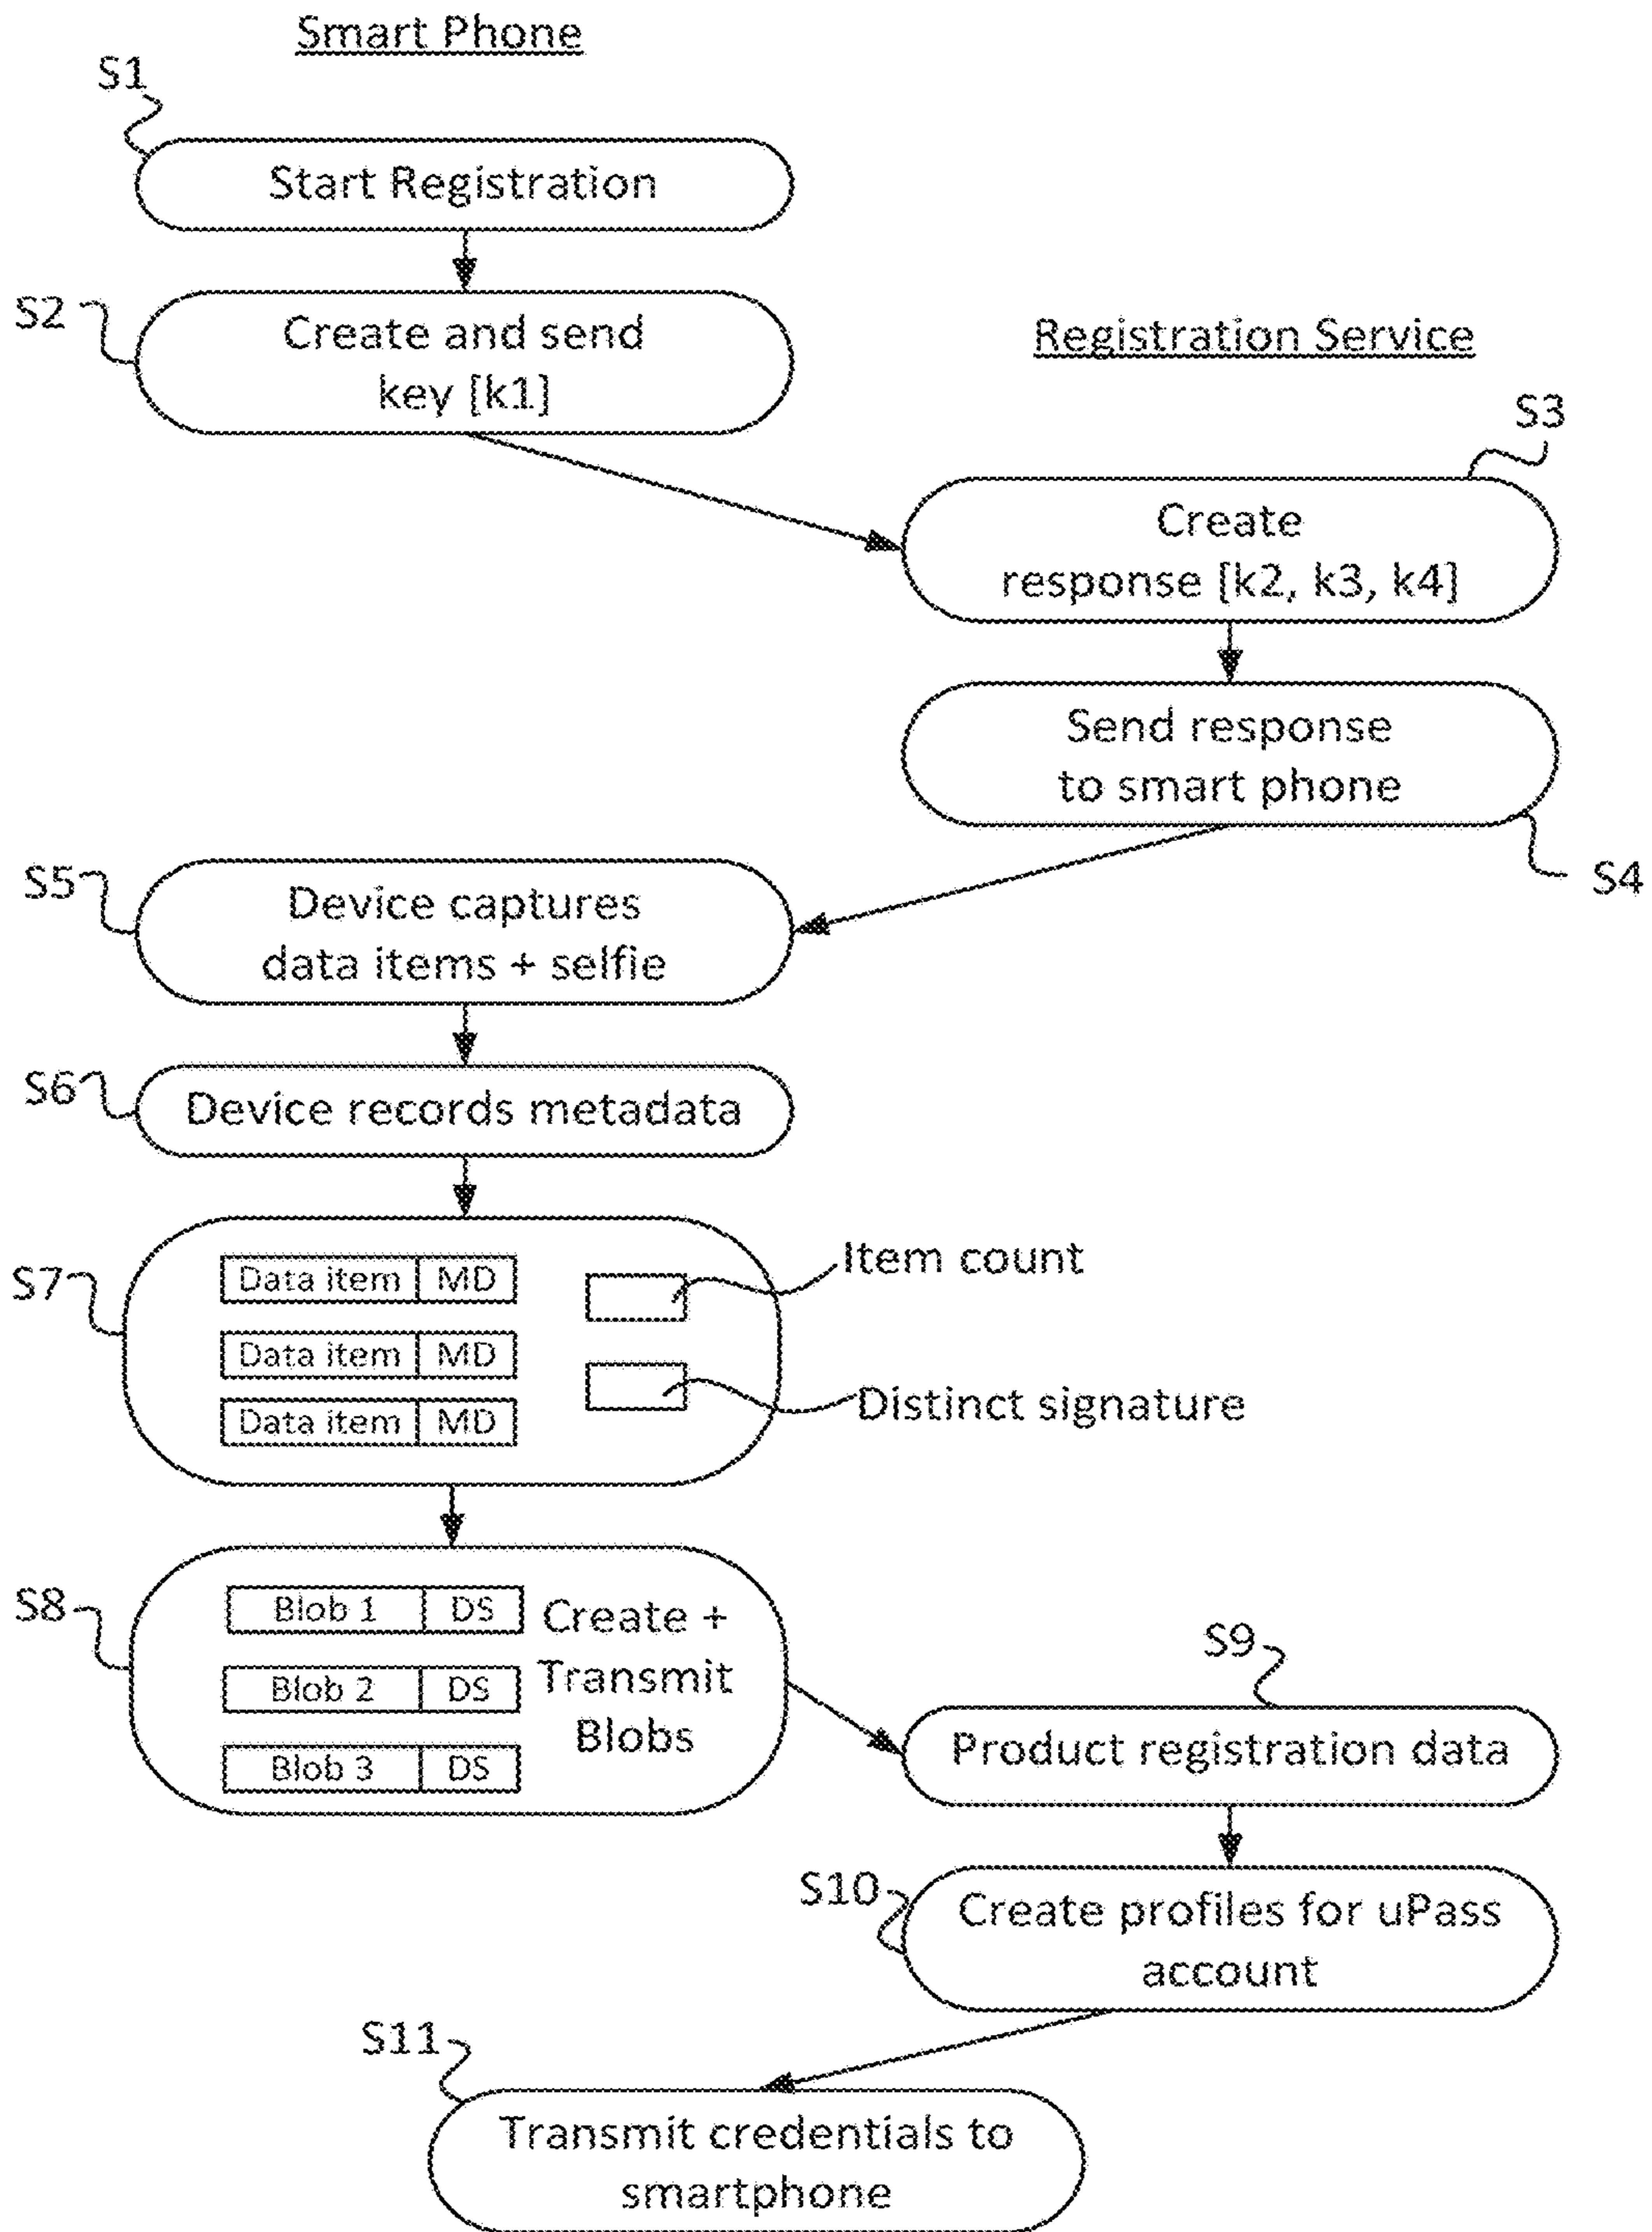 Smart Phone
S1
Start Registration
S2
Create and send
key [k1]
Registration Service
S3
Create
response [k2, k3, k4]
Send response
to smart phone
S4
S5
Device captures
data items + selfie
S6
Device records metadata
S7
Data item MD
Data item MD
Data item MD
Item count
Distinct signature
S8
Blob 1 DS
Blob 2 DS
Blob 3 DS
Create +
Transmit
Blobs
S9
Product registration data
S10
Create profiles for uPass
account
S11
Transmit credentials to
smartphone